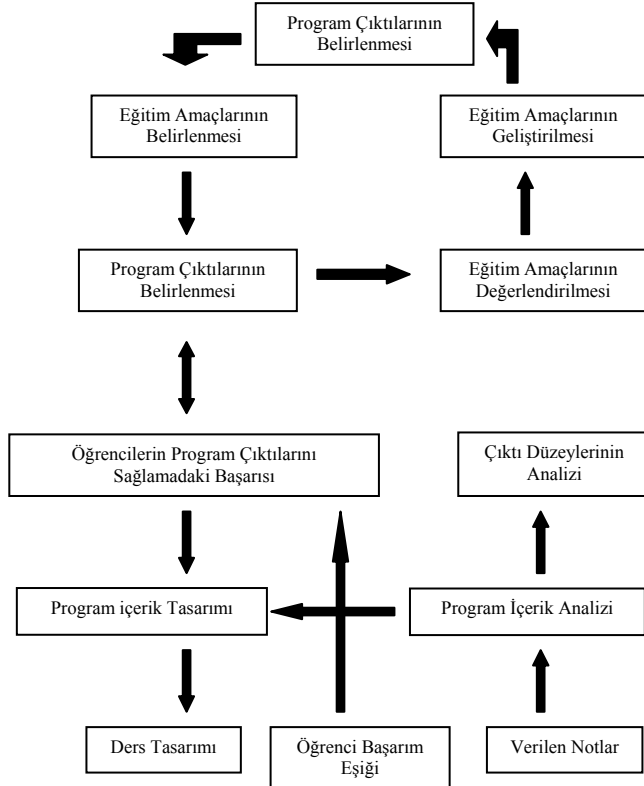 Program Çıktılarının
Belirlenmesi
Eğitim Amaçlarının
Belirlenmesi
Eğitim Amaçlarının
Geliştirilmesi
Program Çıktılarının
Belirlenmesi
Eğitim Amaçlarının
Değerlendirilmesi
Öğrencilerin Program Çıktılarını
Sağlamadaki Başarısı
Çıktı Düzeylerinin
Analizi
Program içerik Tasarımı
Program İçerik Analizi
Ders Tasarımı
Öğrenci Başarım
Eşiği
Verilen Notlar